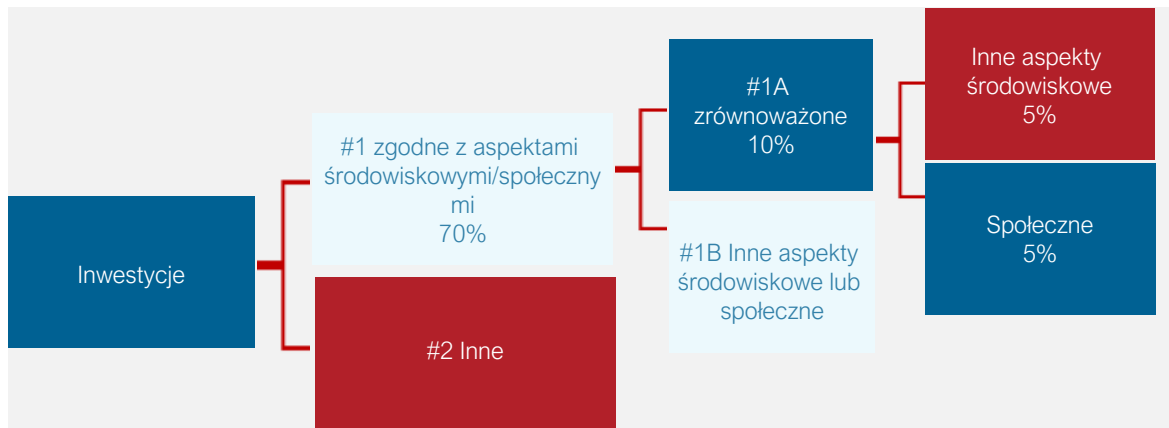 Inwestycje
#1 zgodne z aspektami
środowiskowymi/społeczny
mi
70%
#2 Inne
#1A
zrównoważone
10%
#1B Inne aspekty
środowiskowe lub
społeczne
Inne aspekty
środowiskowe
5%
Społeczne
5%